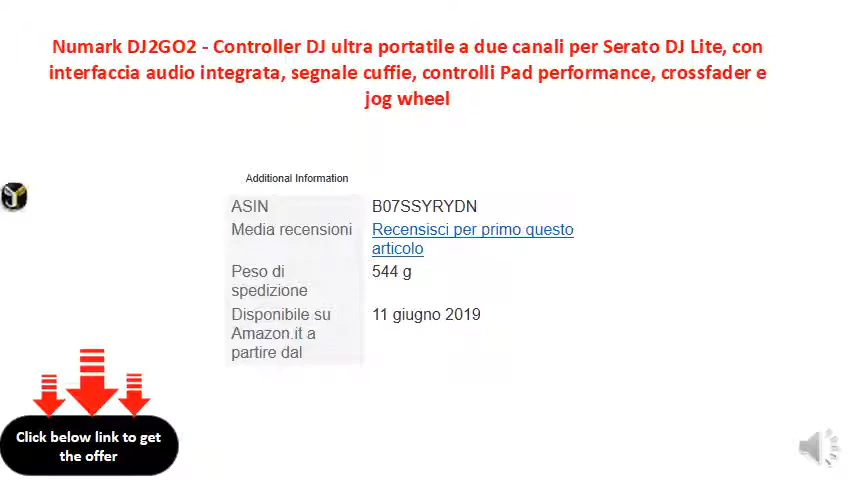 Numark DJ2GO2 - Controller DJ ultra portatile a due canali per Serato DJ Lite, con
interfaccia audio integrata, segnale cuffie, controlli Pad performance, crossfader e
jog wheel
Additional Information
ASIN B07SSYRYDN
Media recensioni Recensisci per primo questo
articolo
Peso di 544 g
spedizione
Disponibile su 11 giugno 2019
Amazon.it a
partire dal
Click below link to get
the offer